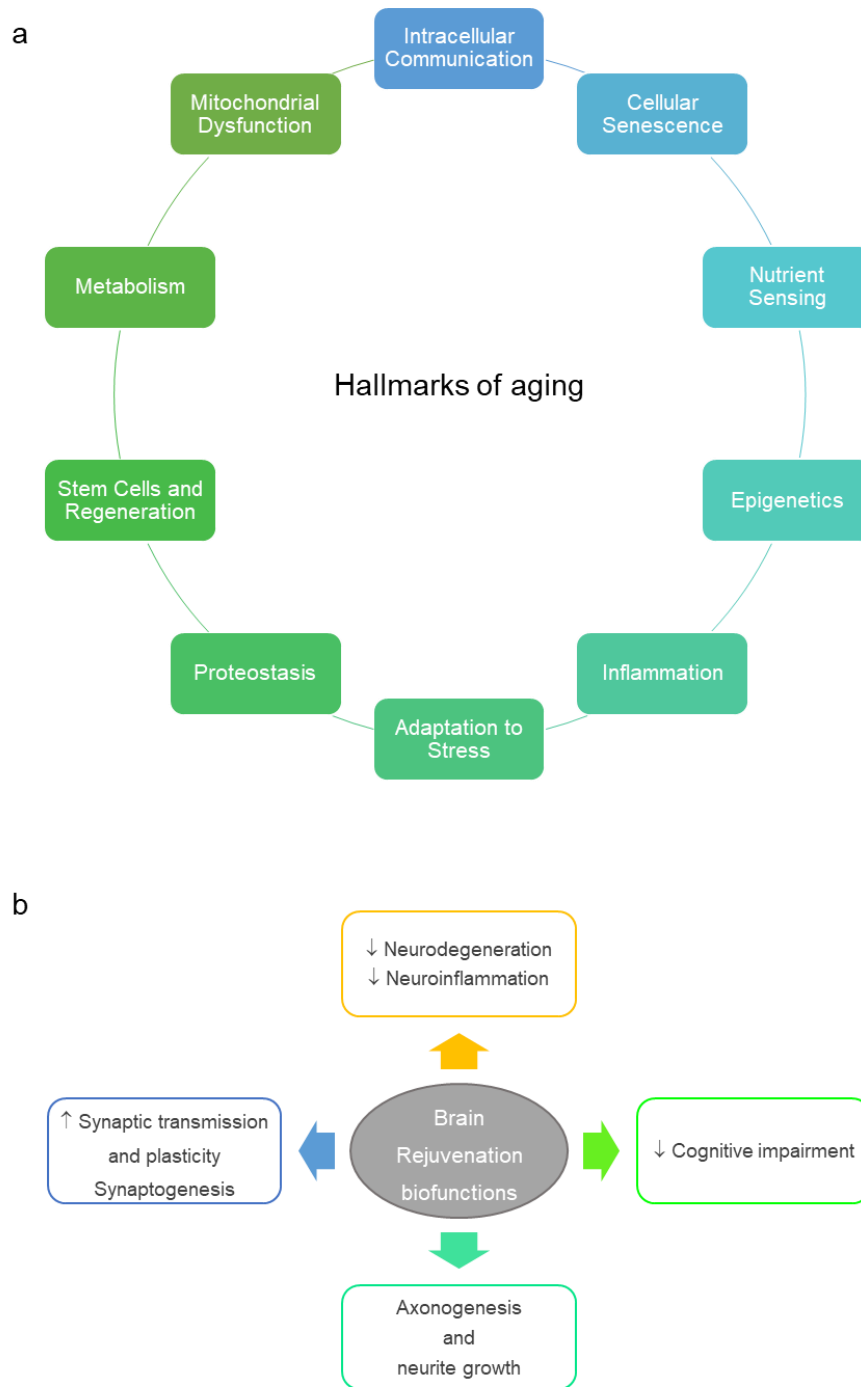 a
Intracellular
Communication
Cellular
Senescence
Nutrient
Sensing
Epigenetics
Inflammation
Adaptation to
Stress
Proteostasis
Stem Cells and
Regeneration
Metabolism
Mitochondrial
Dysfunction
Hallmarks of aging
b
↓ Neurodegeneration
↓ Neuroinflammation
↑ Synaptic transmission
and plasticity
Synaptogenesis
Brain
Rejuvenation
biofunctions
↓ Cognitive impairment
Axonogenesis
and
neurite growth